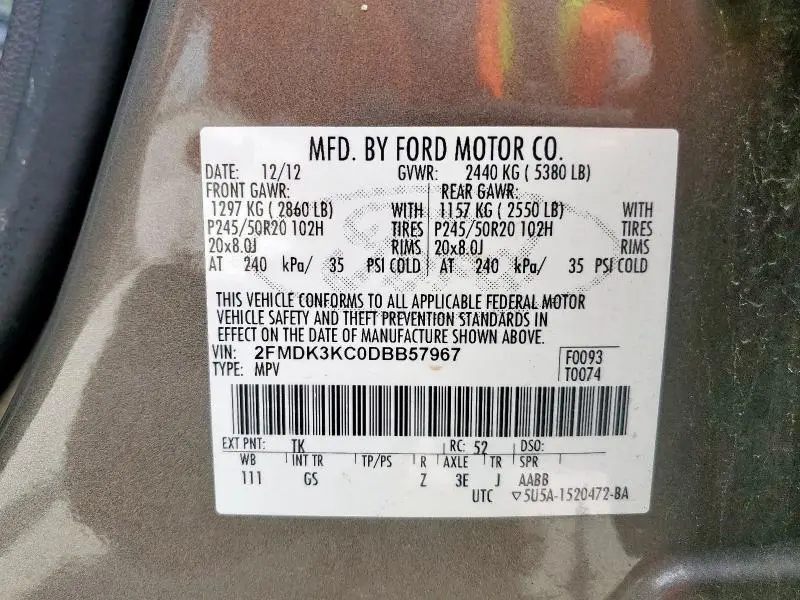 MFD. BY FORD MOTOR CO.
DATE: 12/12 GVWR: 2440 KG ( 5380 LB)
FRONT GAWR: REAR GAWR:
1297 KG ( 2860 LB) WITH 1157 KG ( 2550 LB) WITH
P245/50R20 102H TIRES P245/50R20 102H TIRES
20x8.0J RIMS 20x8.0J RIMS
AT 240 kPa/ 35 PSI COLD AT 240 kPa/ 35 PSI COLD
THIS VEHICLE CONFORMS TO ALL APPLICABLE FEDERAL MOTOR
VEHICLE SAFETY AND THEFT PREVENTION STANDARDS IN
EFFECT ON THE DATE OF MANUFACTURE SHOWN ABOVE.
VIN: 2FMDK3KC0DBB57967 F0093
TYPE: MPV T0074
EXT PNT: TK RC: 52 DSO:
WB INT TR TP/PS R AXLE TR SPR
111 GS Z 3E J AABB
UTC ▽5U5A-1520472-BA